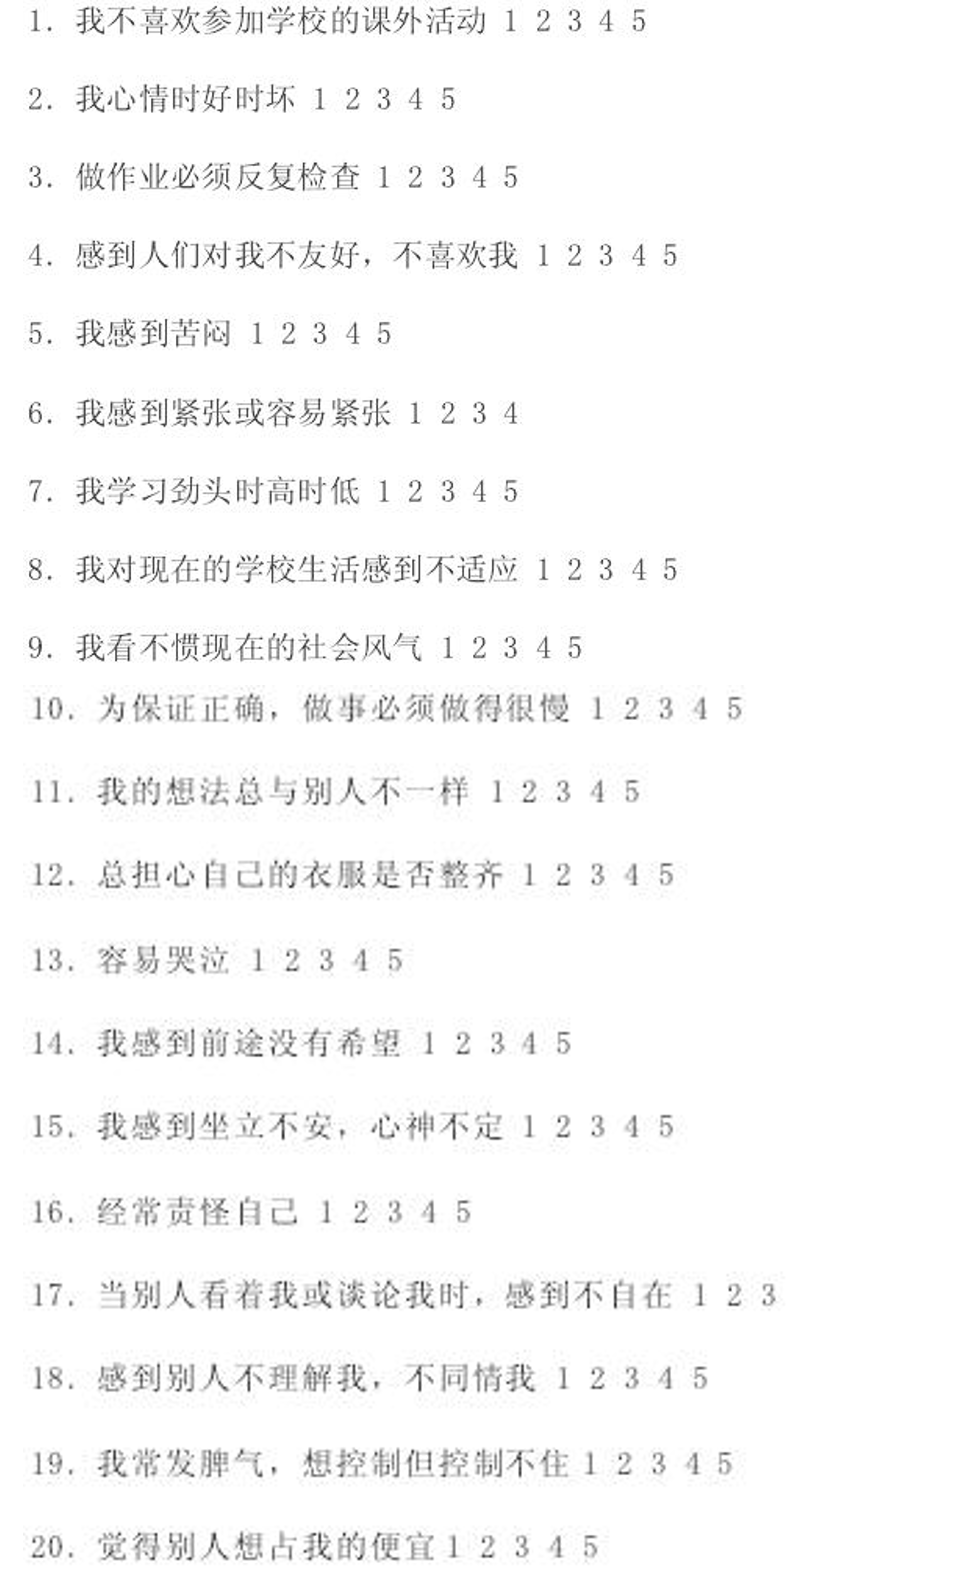 1. 我不喜欢参加学校的课外活动 1 2 3 4 5
2. 我心情时好时坏 1 2 3 4 5
3. 做作业必须反复检查 1 2 3 4 5
4. 感到人们对我不友好，不喜欢我 1 2 3 4 5
5. 我感到苦闷 1 2 3 4 5
6. 我感到紧张或容易紧张 1 2 3 4
7. 我学习劲头时高时低 1 2 3 4 5
8. 我对现在的学校生活感到不适应 1 2 3 4 5
9. 我看不惯现在的社会风气 1 2 3 4 5
10. 为保证正确，做事必须做得很慢 1 2 3 4 5
11. 我的想法总与别人不一样 1 2 3 4 5
12. 总担心自己的衣服是否整齐 1 2 3 4 5
13. 容易哭泣 1 2 3 4 5
14. 我感到前途没有希望 1 2 3 4 5
15. 我感到坐立不安，心神不定 1 2 3 4 5
16. 经常责怪自己 1 2 3 4 5
17. 当别人看着我或谈论我时，感到不自在 1 2 3
18. 感到别人不理解我，不同情我 1 2 3 4 5
19. 我常发脾气，想控制但控制不住 1 2 3 4 5
20. 觉得别人想占我的便宜 1 2 3 4 5